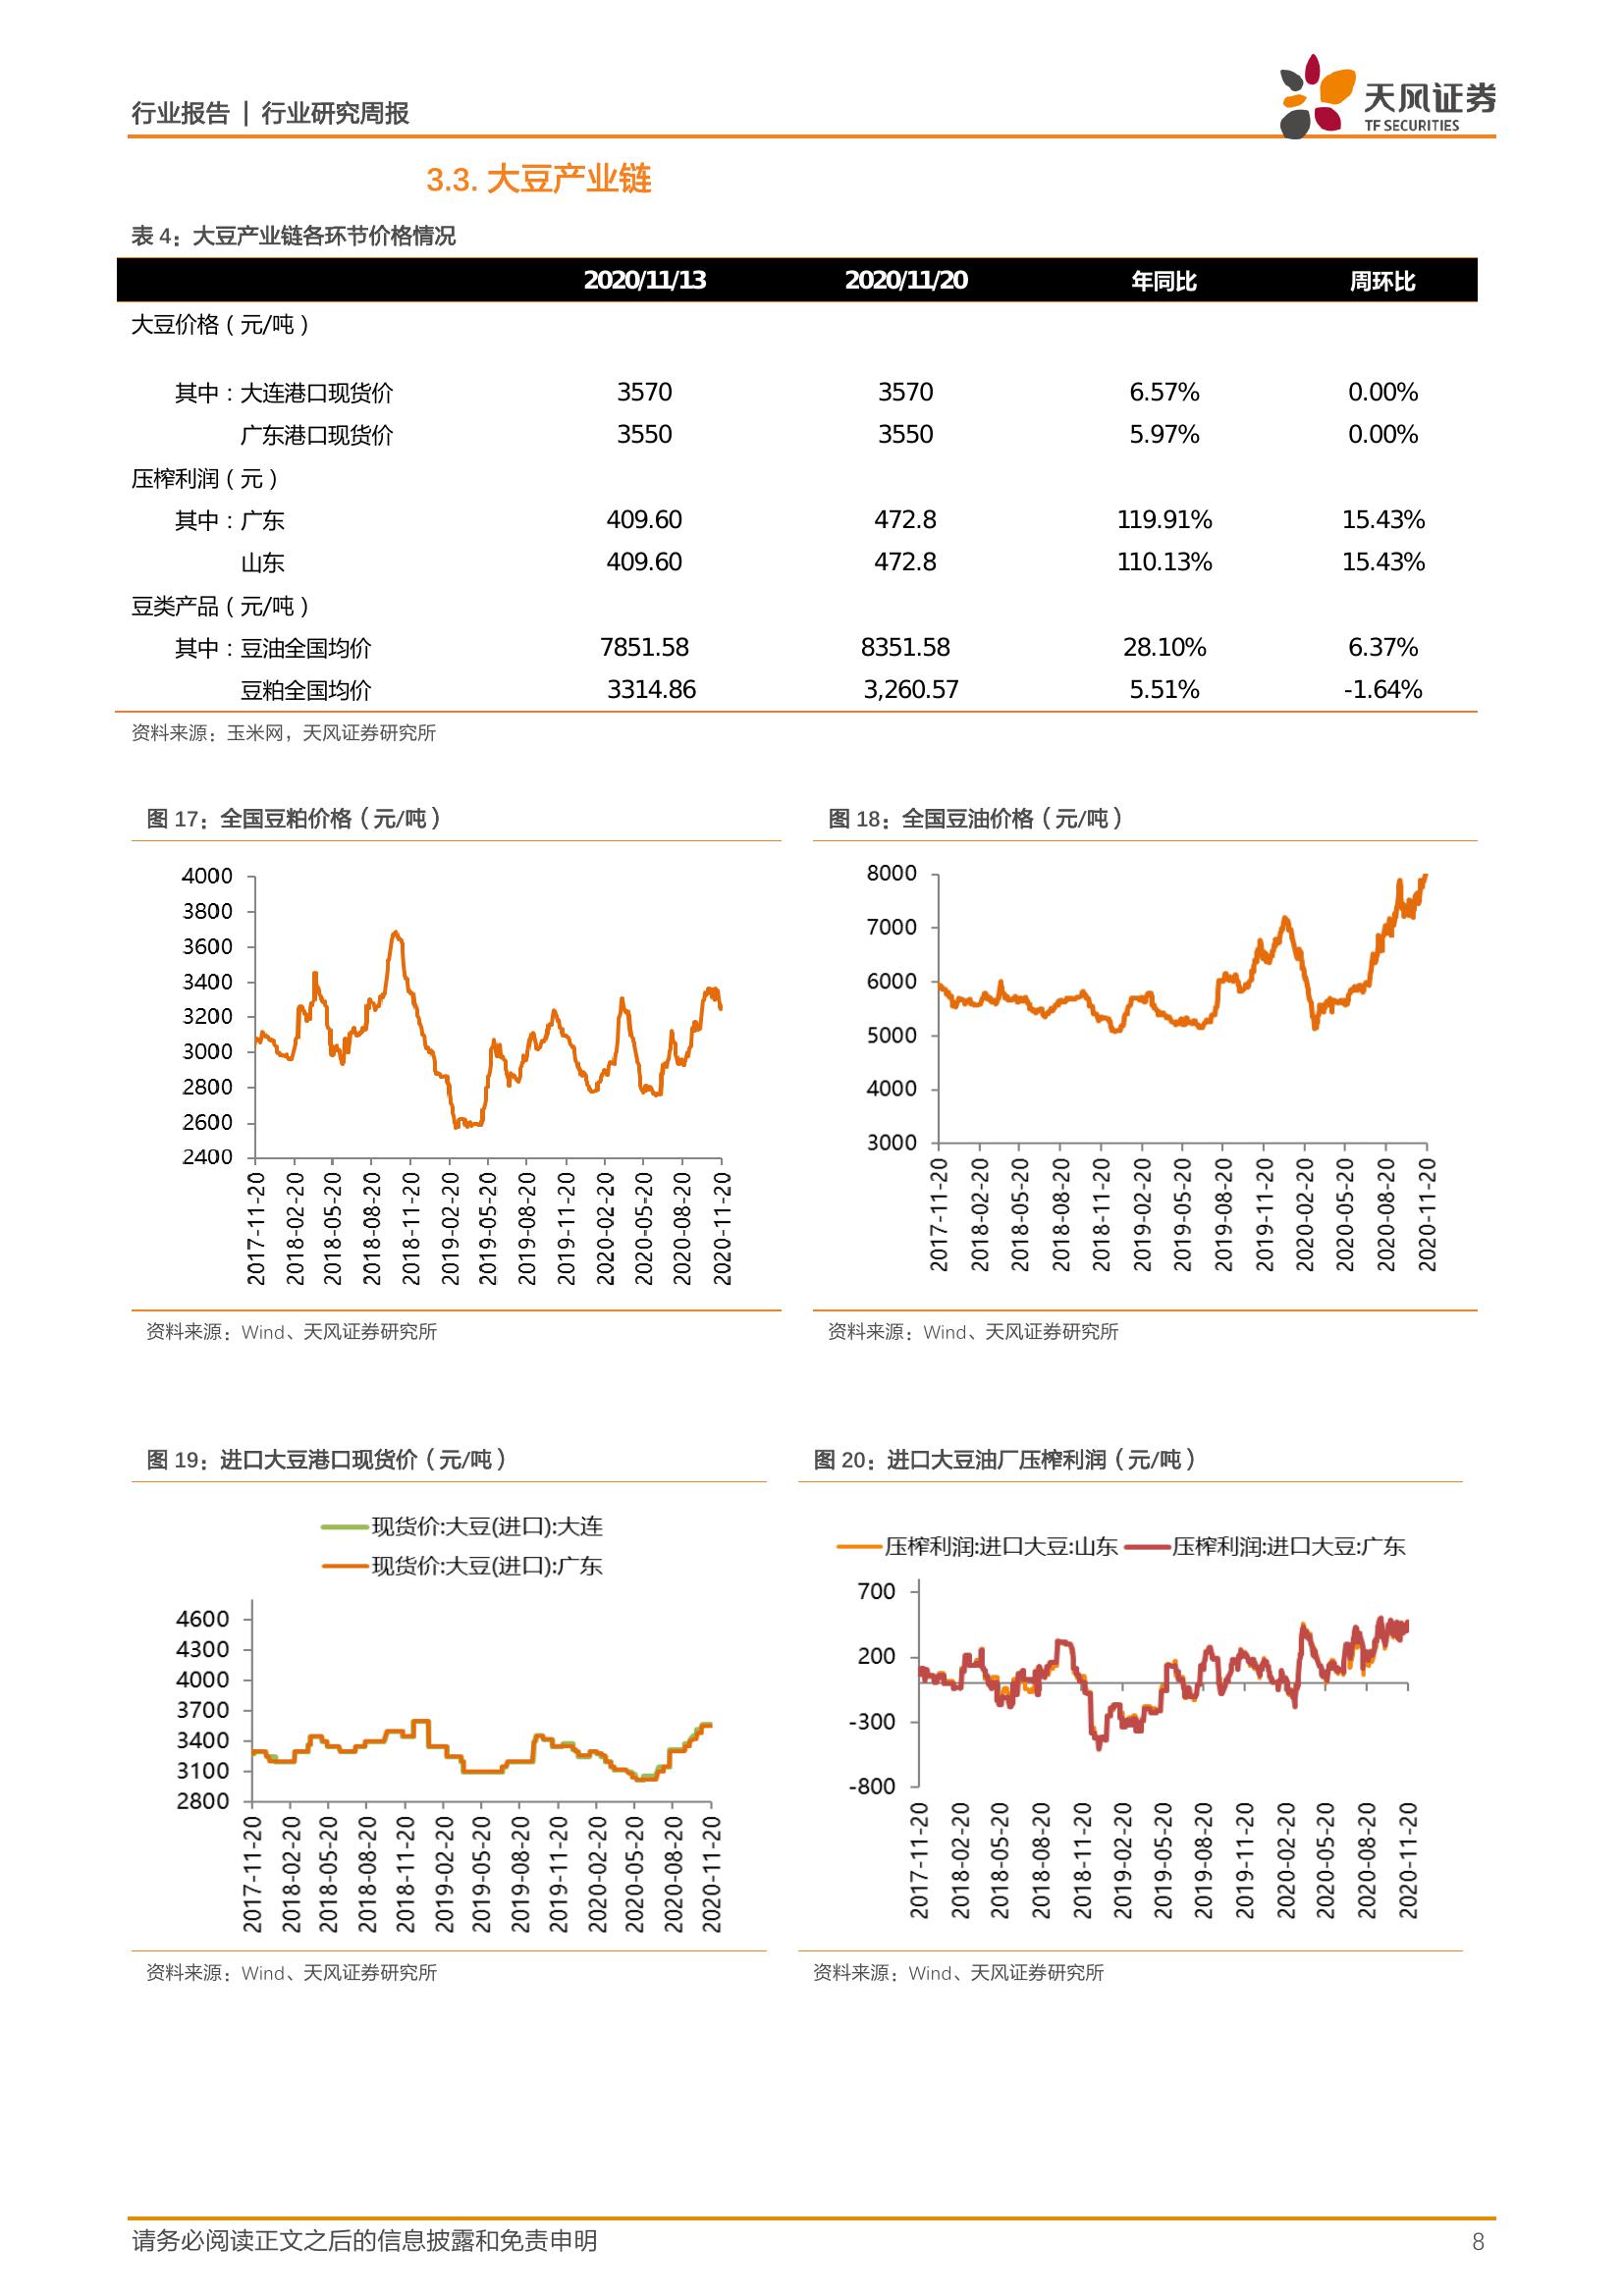 行业报告 | 行业研究周报
天风证券
TF SECURITIES
3.3. 大豆产业链
表 4：大豆产业链各环节价格情况
2020/11/13 2020/11/20 年同比 周环比
大豆价格（元/吨）
其中：大连港口现货价 3570 3570 6.57% 0.00%
广东港口现货价 3550 3550 5.97% 0.00%
压榨利润（元）
其中：广东 409.60 472.8 119.91% 15.43%
山东 409.60 472.8 110.13% 15.43%
豆类产品（元/吨）
其中：豆油全国均价 7851.58 8351.58 28.10% 6.37%
豆粕全国均价 3314.86 3,260.57 5.51% -1.64%
资料来源：玉米网，天风证券研究所
图 17：全国豆粕价格（元/吨）
4000
3800
3600
3400
3200
3000
2800
2600
2400
2017-11-20
2018-02-20
2018-05-20
2018-08-20
2018-11-20
2019-02-20
2019-05-20
2019-08-20
2019-11-20
2020-02-20
2020-05-20
2020-08-20
2020-11-20
资料来源：Wind、天风证券研究所
图 18：全国豆油价格（元/吨）
8000
7000
6000
5000
4000
3000
2017-11-20
2018-02-20
2018-05-20
2018-08-20
2018-11-20
2019-02-20
2019-05-20
2019-08-20
2019-11-20
2020-02-20
2020-05-20
2020-08-20
2020-11-20
资料来源：Wind、天风证券研究所
图 19：进口大豆港口现货价（元/吨）
现货价:大豆(进口):大连
现货价:大豆(进口):广东
4600
4300
4000
3700
3400
3100
2800
2017-11-20
2018-02-20
2018-05-20
2018-08-20
2018-11-20
2019-02-20
2019-05-20
2019-08-20
2019-11-20
2020-02-20
2020-05-20
2020-08-20
2020-11-20
资料来源：Wind、天风证券研究所
图 20：进口大豆油厂压榨利润（元/吨）
压榨利润:进口大豆:山东 压榨利润:进口大豆:广东
700
200
-300
-800
2017-11-20
2018-02-20
2018-05-20
2018-08-20
2018-11-20
2019-02-20
2019-05-20
2019-08-20
2019-11-20
2020-02-20
2020-05-20
2020-08-20
2020-11-20
资料来源：Wind、天风证券研究所
请务必阅读正文之后的信息披露和免责申明 8